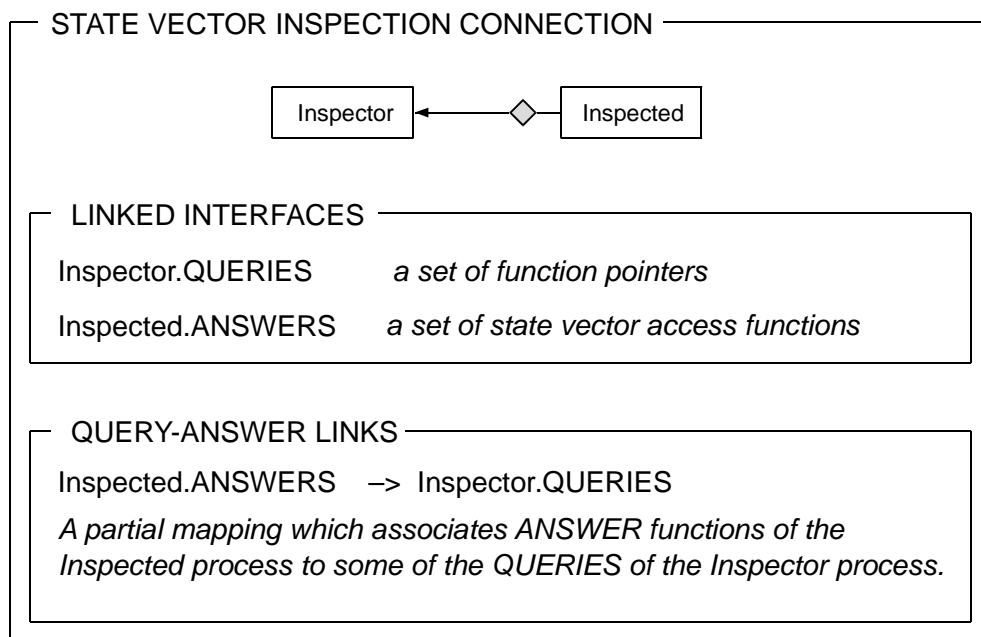 STATE VECTOR INSPECTION CONNECTION
Inspector
Inspected
LINKED INTERFACES
Inspector.QUERIES a set of function pointers
Inspected.ANSWERS a set of state vector access functions
QUERY-ANSWER LINKS
Inspected.ANSWERS –> Inspector.QUERIES
A partial mapping which associates ANSWER functions of the
Inspected process to some of the QUERIES of the Inspector process.